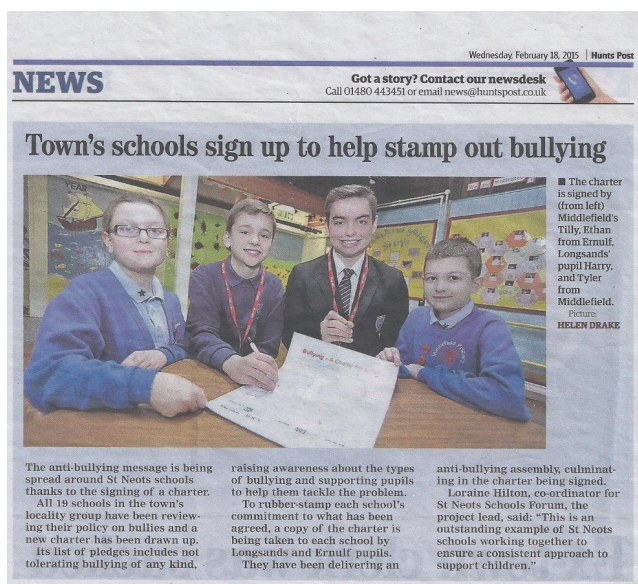 Wednesday, February 18, 2015 | Hunts Post
NEWS
Got a story? Contact our newsdesk
Call 01480 443451 or email news@huntspost.co.uk
Town's schools sign up to help stamp out bullying
YEAR
Bullying - A Charter
■ The charter
is signed by
(from left)
Middlefield's
Tilly, Ethan
from Ernulf,
Longsands'
pupil Harry,
and Tyler
from
Middlefield.
Picture:
HELEN DRAKE
The anti-bullying message is being
spread around St Neots schools
thanks to the signing of a charter.
All 19 schools in the town's
locality group have been review-
ing their policy on bullies and a
new charter has been drawn up.
Its list of pledges includes not
tolerating bullying of any kind,
raising awareness about the types
of bullying and supporting pupils
to help them tackle the problem.
To rubber-stamp each school's
commitment to what has been
agreed, a copy of the charter is
being taken to each school by
Longsands and Ernulf pupils.
They have been delivering an
anti-bullying assembly, culminat-
ing in the charter being signed.
Loraine Hilton, co-ordinator for
St Neots Schools Forum, the
project lead, said: "This is an
outstanding example of St Neots
schools working together to
ensure a consistent approach to
support children."